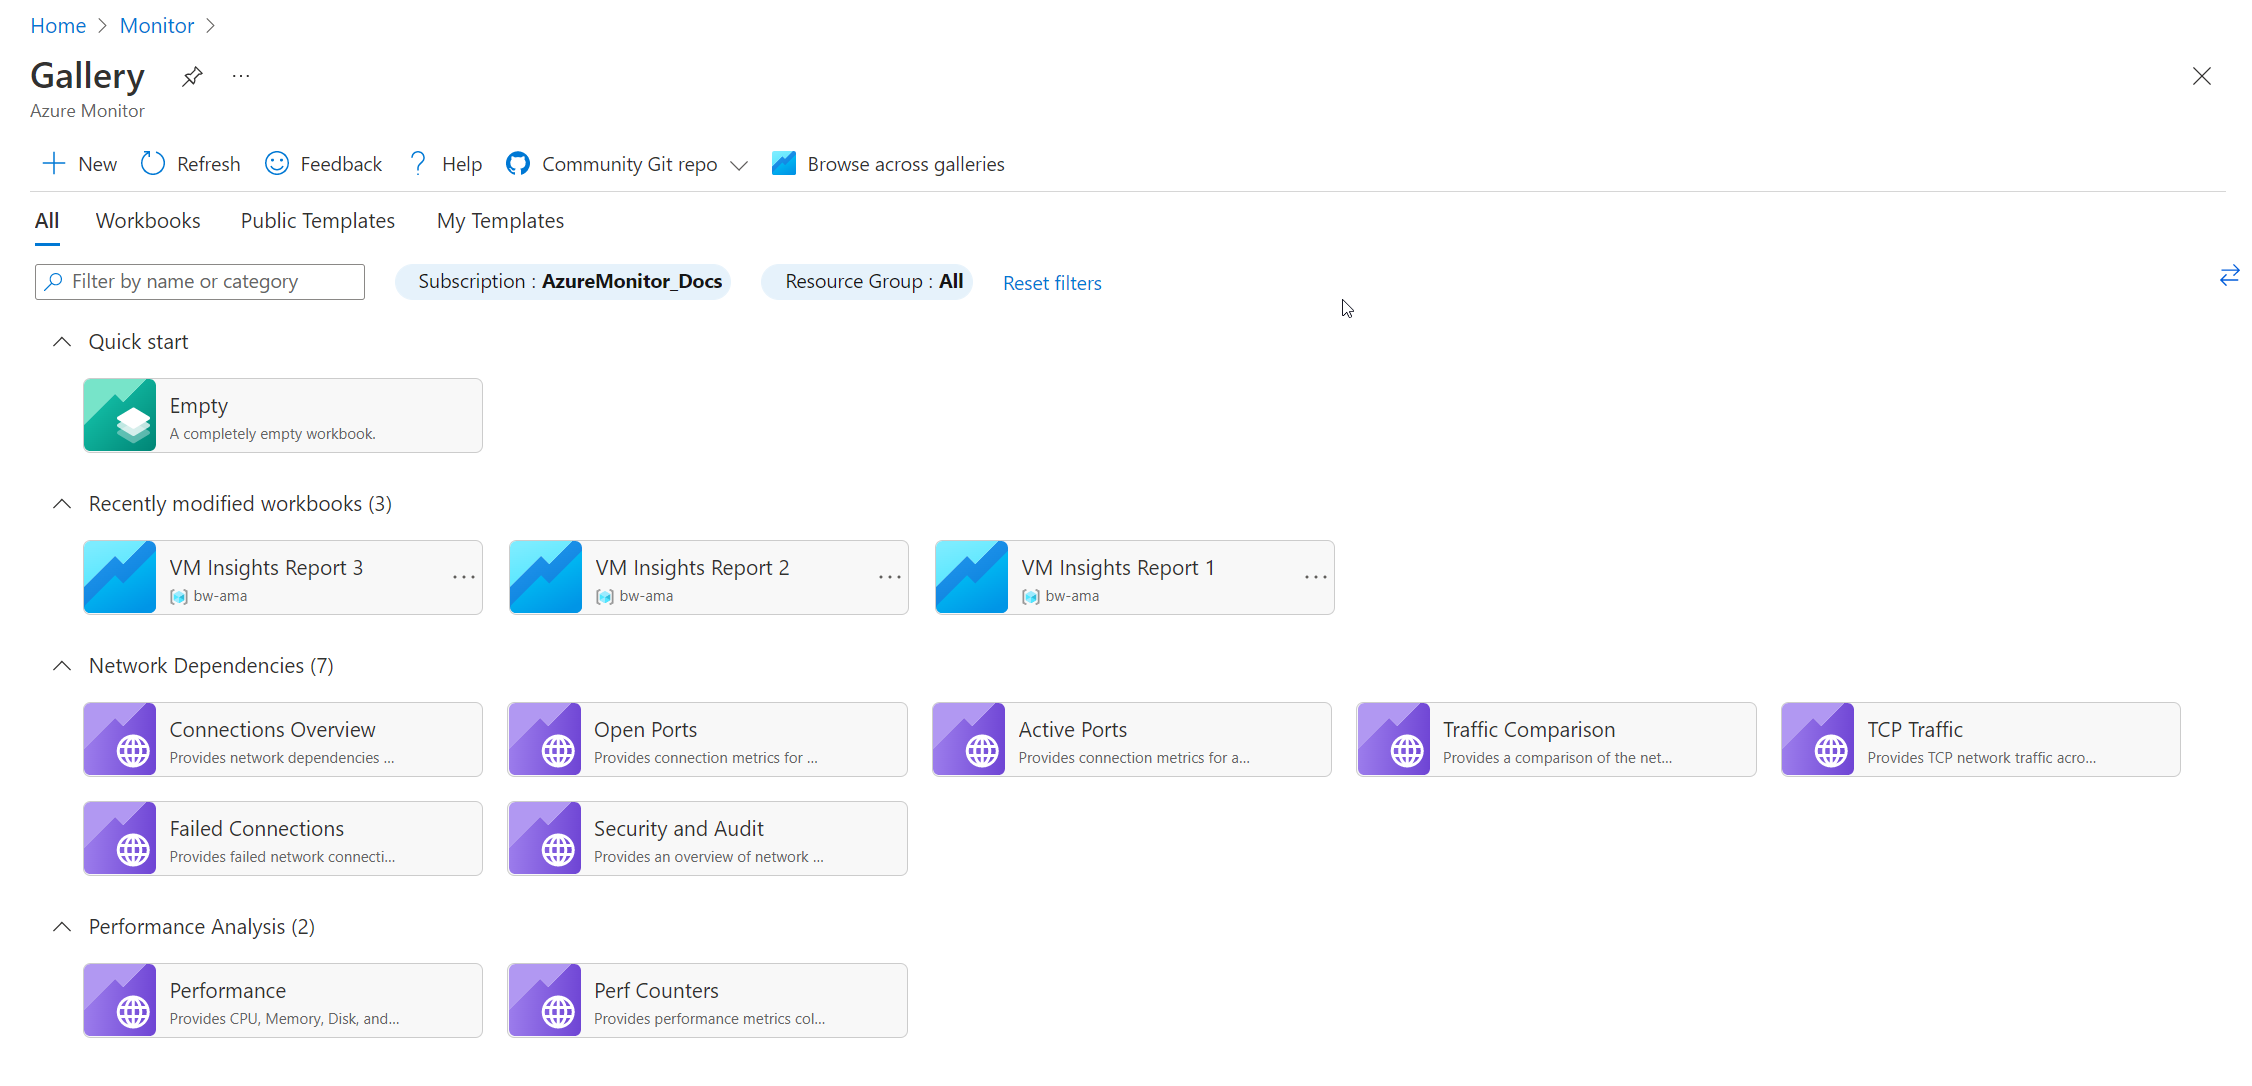 Home > Monitor >
Gallery ...
Azure Monitor
New Refresh Feedback Help Community Git repo Browse across galleries
All Workbooks Public Templates My Templates
Filter by name or category Subscription : AzureMonitor_Docs Resource Group : All Reset filters
Quick start
Empty
A completely empty workbook.
Recently modified workbooks (3)
VM Insights Report 3 ... VM Insights Report 2 ... VM Insights Report 1 ...
bw-ama bw-ama bw-ama
Network Dependencies (7)
Connections Overview Open Ports Active Ports Traffic Comparison TCP Traffic
Provides network dependencies ... Provides connection metrics for ... Provides connection metrics for a... Provides a comparison of the net... Provides TCP network traffic acro...
Failed Connections Security and Audit
Provides failed network connecti... Provides an overview of network ...
Performance Analysis (2)
Performance Perf Counters
Provides CPU, Memory, Disk, and... Provides performance metrics col...